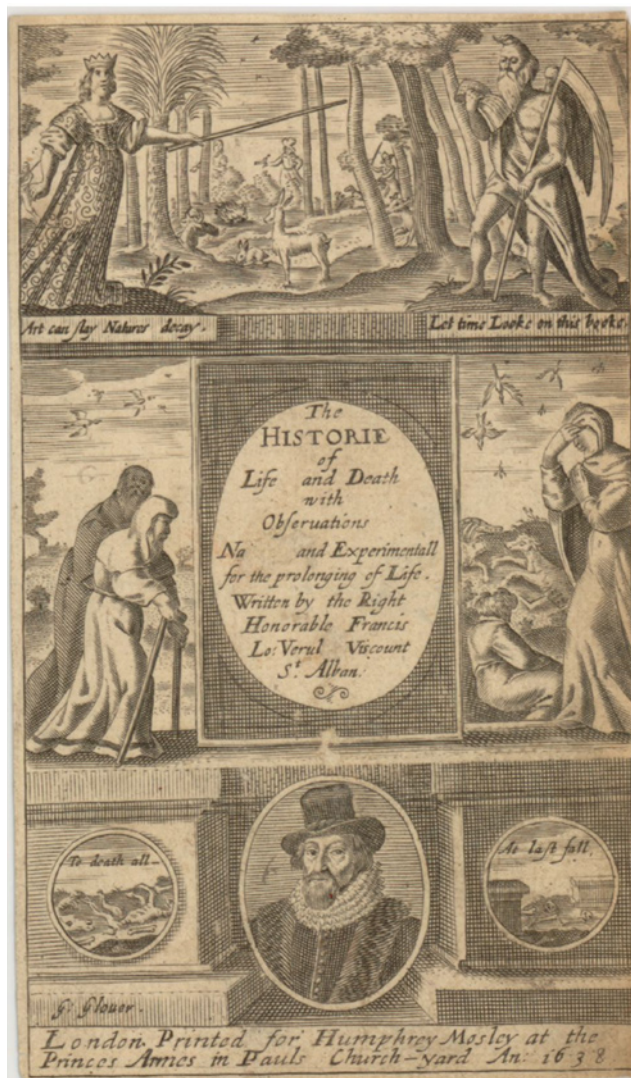 Art can stay Natures decay.
Let time Looke on this booke.
The
HISTORIE
of
Life and Death
with
Observations
Na and Experimentall
for the prolonging of Life.
Written by the Right
Honorable Francis
Lo: Verul Viscount
St Alban.
To death all-
At last fall.
G: Glover.
London Printed for Humphrey Mosley at the
Princes Armes in Pauls Church-yard An: 1638